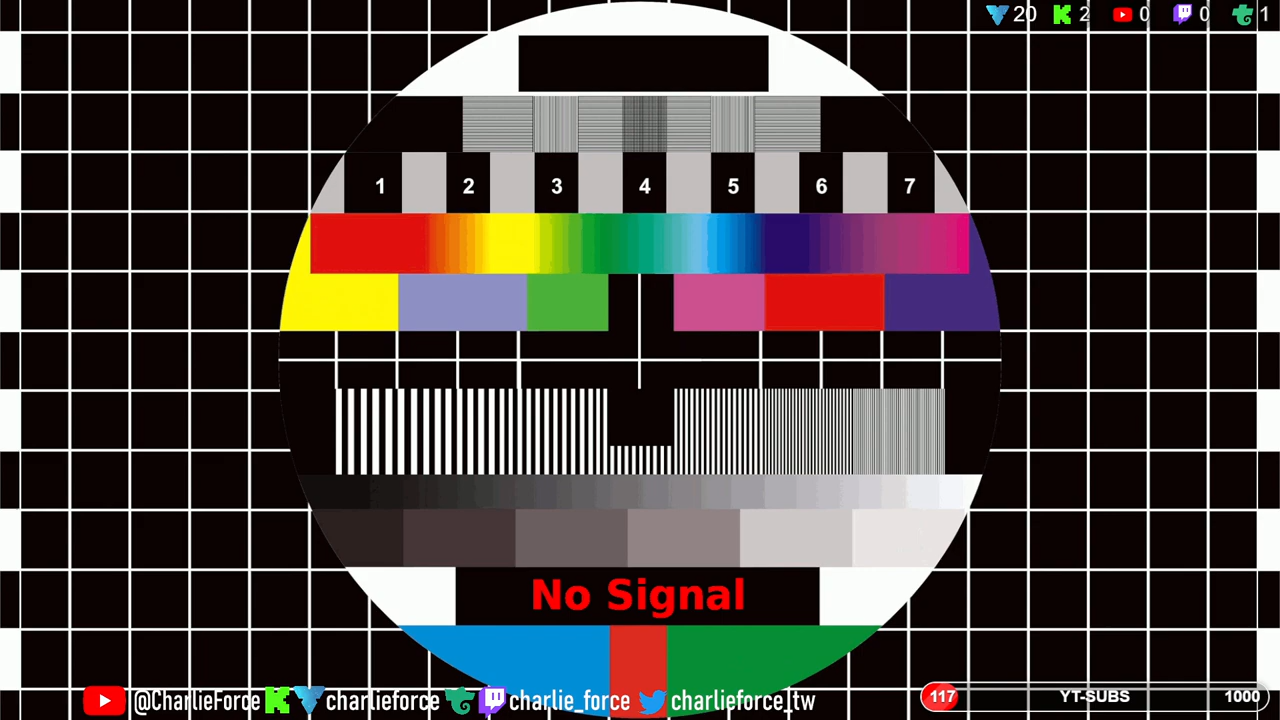 20 2 0 0 1
1 2 3 4 5 6 7
No Signal
@CharlieForce charlieforce charlie_force charlieforce_tw
117 YT-SUBS 1000